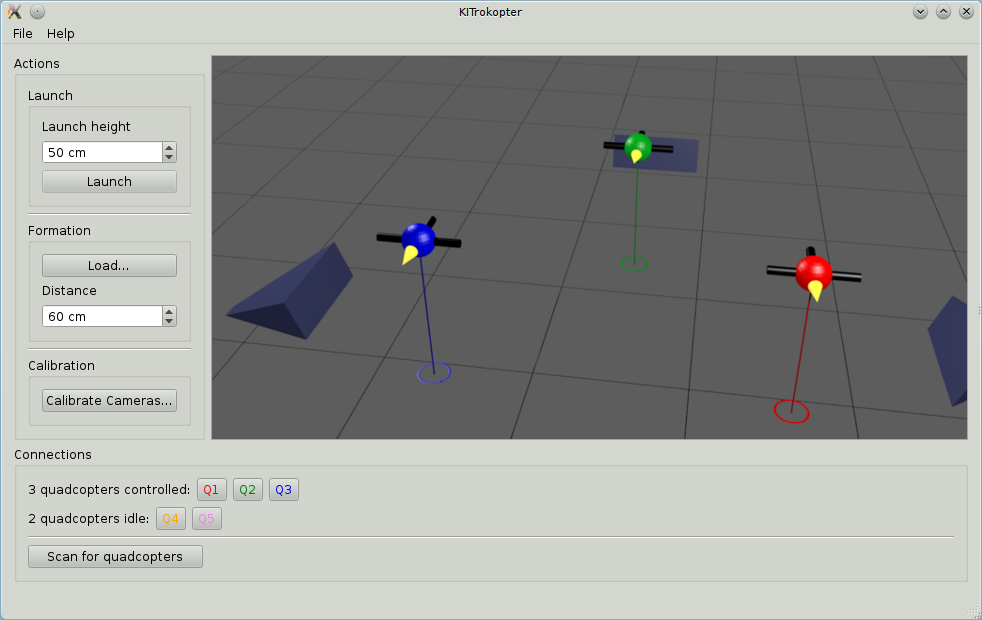 KITrokopter
File Help
Actions
Launch
Launch height
50 cm
Launch
Formation
Load...
Distance
60 cm
Calibration
Calibrate Cameras...
Connections
3 quadcopters controlled: Q1 Q2 Q3
2 quadcopters idle: Q4 Q5
Scan for quadcopters